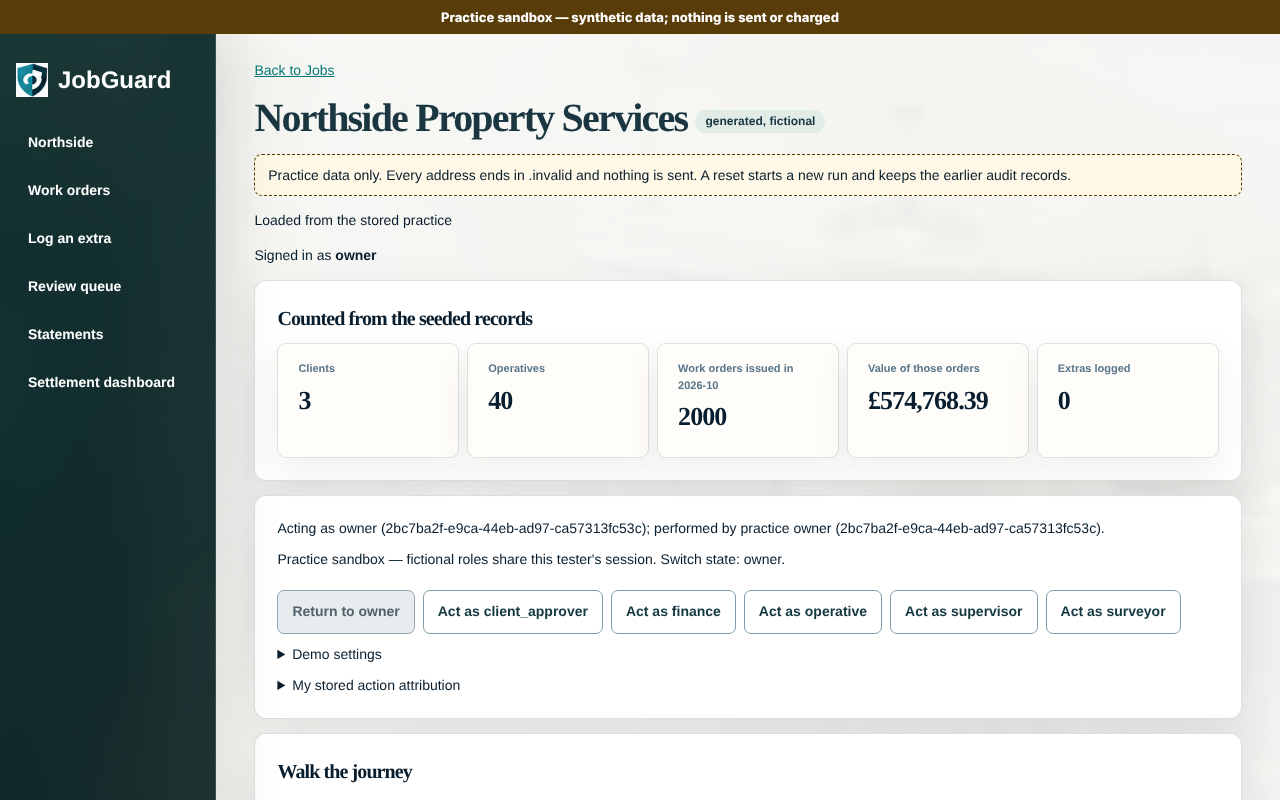 Practice sandbox — synthetic data; nothing is sent or charged
JobGuard
Northside
Work orders
Log an extra
Review queue
Statements
Settlement dashboard
Back to Jobs
Northside Property Services generated, fictional
Practice data only. Every address ends in .invalid and nothing is sent. A reset starts a new run and keeps the earlier audit records.
Loaded from the stored practice
Signed in as owner
Counted from the seeded records
Clients
3
Operatives
40
Work orders issued in
2026-10
2000
Value of those orders
£574,768.39
Extras logged
0
Acting as owner (2bc7ba2f-e9ca-44eb-ad97-ca57313fc53c); performed by practice owner (2bc7ba2f-e9ca-44eb-ad97-ca57313fc53c).
Practice sandbox — fictional roles share this tester's session. Switch state: owner.
Return to owner
Act as client_approver
Act as finance
Act as operative
Act as supervisor
Act as surveyor
Demo settings
My stored action attribution
Walk the journey